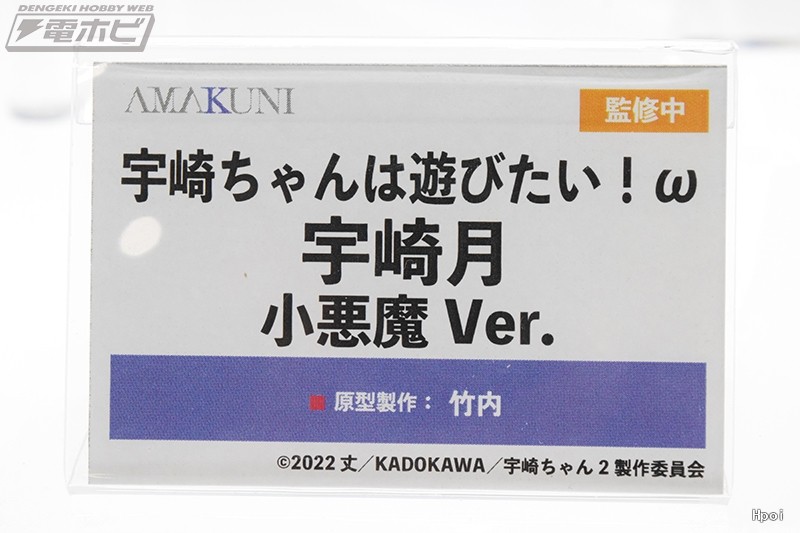 DENGEKI HOBBY WEB
電ホビ
AMAKUNI
監修中
宇崎ちゃんは遊びたい！ω
宇崎月
小悪魔 Ver.
■ 原型製作： 竹内
©2022 丈／KADOKAWA／宇崎ちゃん２製作委員会
Hpoi